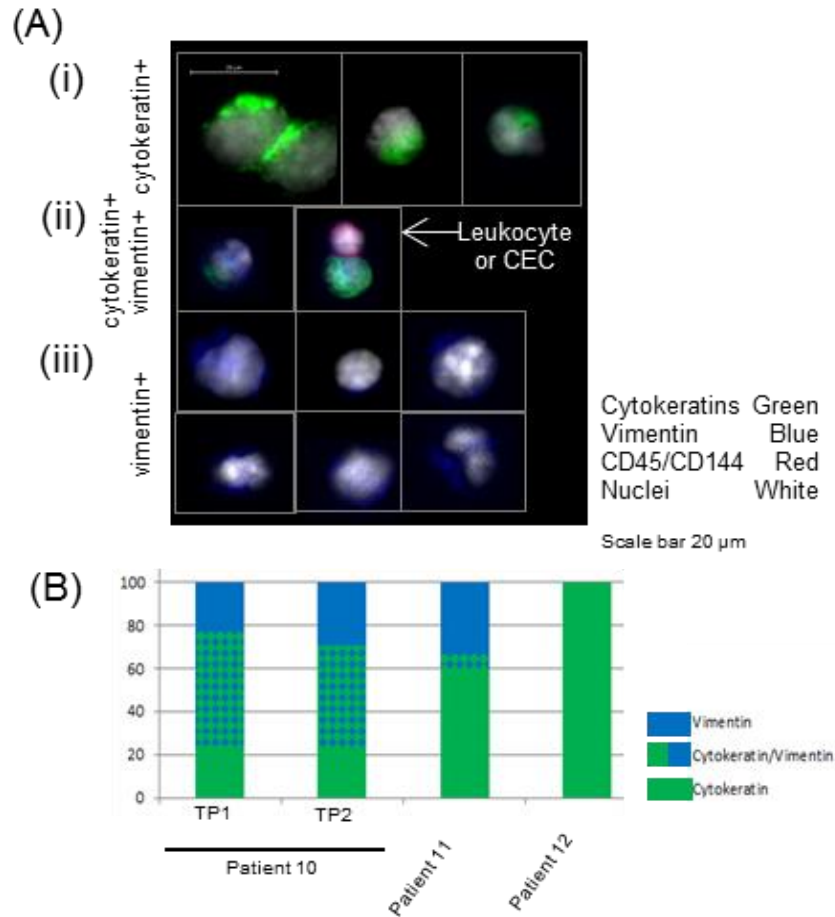 (A)
(i)
cytokeratin+
(ii)
cytokeratin+
vimentin+
Leukocyte
or CEC
(iii)
vimentin+
Cytokeratins Green
Vimentin Blue
CD45/CD144 Red
Nuclei White
Scale bar 20 µm
(B)
100
80
60
40
20
0
TP1
TP2
Patient 10
Patient 11
Patient 12
Vimentin
Cytokeratin/Vimentin
Cytokeratin